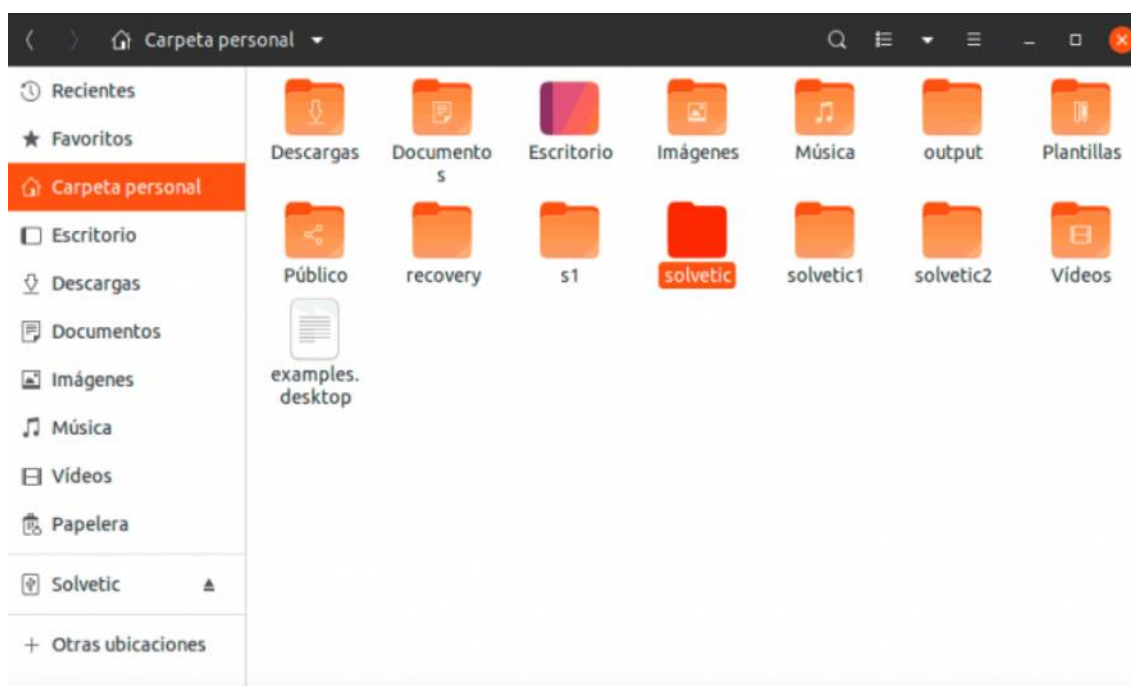 Carpeta personal
Recientes
Favoritos
Carpeta personal
Escritorio
Descargas
Documentos
Imágenes
Música
Vídeos
Papelera
Solvetic
Otras ubicaciones
Descargas
Documento
s
Escritorio
Imágenes
Música
output
Plantillas
Público
recovery
s1
solvetic
solvetic1
solvetic2
Vídeos
examples.
desktop